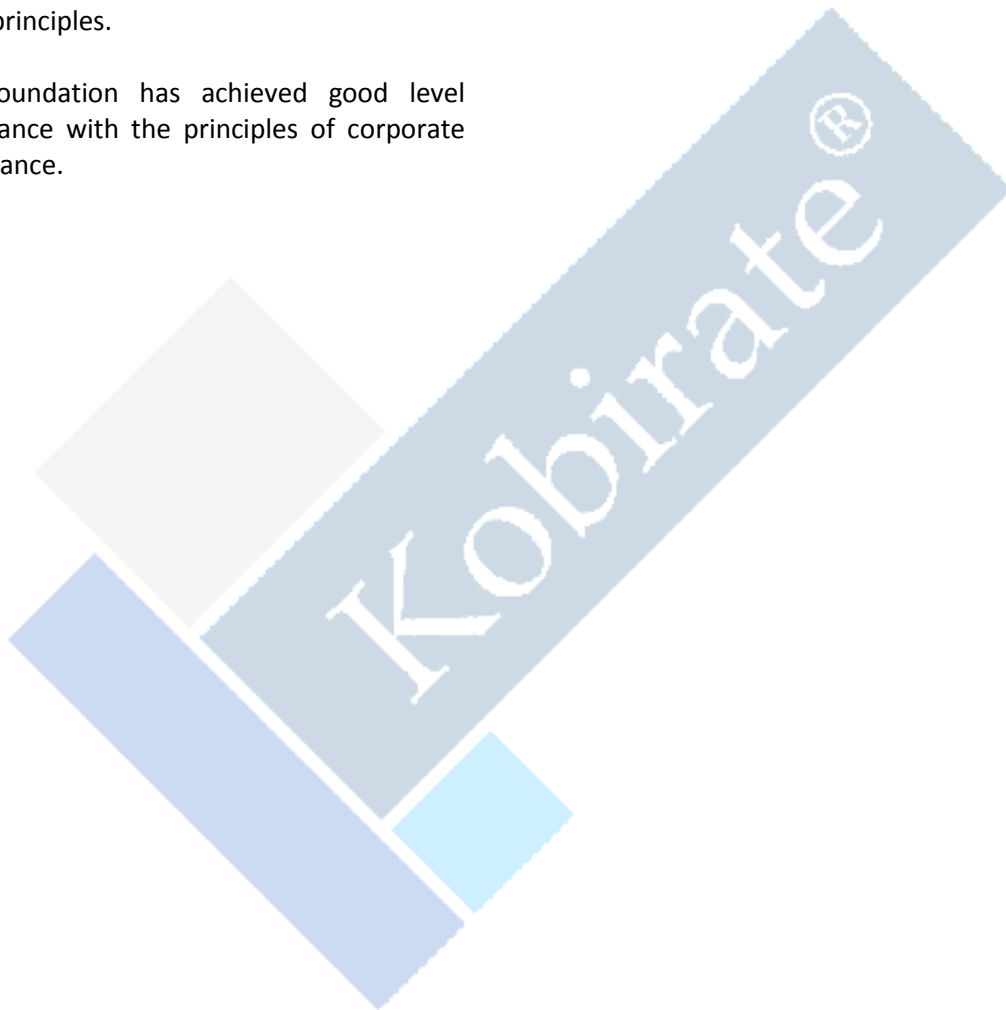 principles.
oundation has achieved good level
ance with the principles of corporate
ance.
Kobirate ®